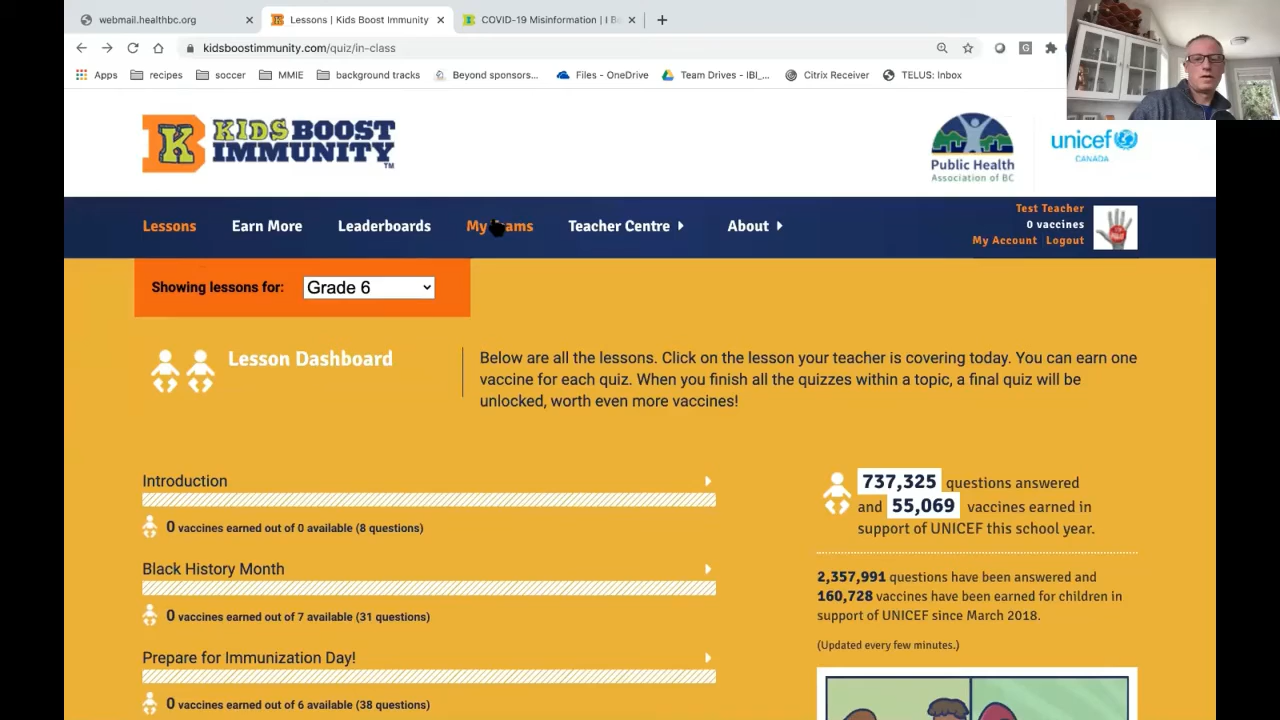 webmail.healthbc.org
Lessons | Kids Boost Immunity
COVID-19 Misinformation | I Bo
kidsboostimmunity.com/quiz/in-class
Apps
recipes
soccer
MMIE
background tracks
Beyond sponsors...
Files - OneDrive
Team Drives - IBI_...
Citrix Receiver
TELUS: Inbox
KIDS BOOST
IMMUNITY
TM
Public Health
Association of BC
unicef
CANADA
Lessons
Earn More
Leaderboards
Teacher Centre
About
Test Teacher
0 vaccines
My Account Logout
Showing lessons for:
Grade 6
Lesson Dashboard
Below are all the lessons. Click on the lesson your teacher is covering today. You can earn one
vaccine for each quiz. When you finish all the quizzes within a topic, a final quiz will be
unlocked, worth even more vaccines!
Introduction
0 vaccines earned out of 0 available (8 questions)
Black History Month
0 vaccines earned out of 7 available (31 questions)
Prepare for Immunization Day!
0 vaccines earned out of 6 available (38 questions)
737,325 questions answered
and 55,069 vaccines earned in
support of UNICEF this school year.
2,357,991 questions have been answered and
160,728 vaccines have been earned for children in
support of UNICEF since March 2018.
(Updated every few minutes.)